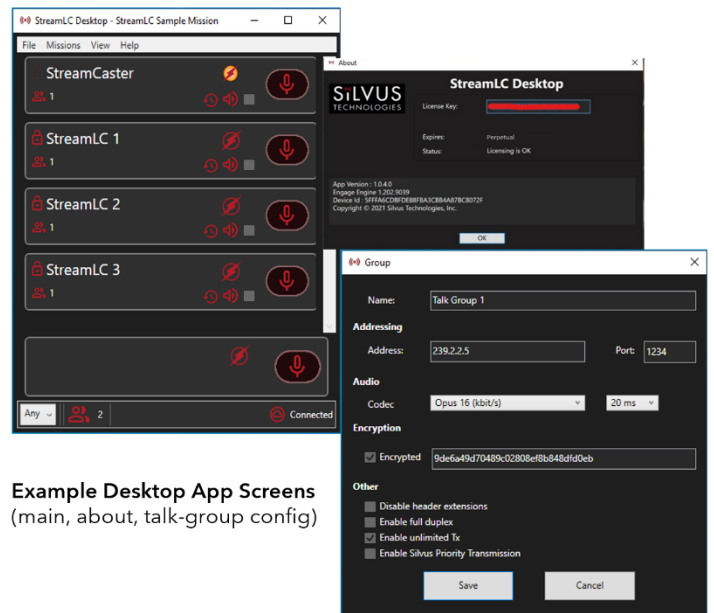 StreamLC Desktop - StreamLC Sample Mission
File Missions View Help
StreamCaster
1
StreamLC 1
1
StreamLC 2
1
StreamLC 3
1
Any 2 Connected
About
SiLVUS
TECHNOLOGIES
StreamLC Desktop
License Key:
Expires: Perpetual
Status: Licensing is OK
App Version : 1.0.4.0
Engage Engine 1.202.9039
Copyright © 2021 Silvus Technologies, Inc.
OK
Group
Name: Talk Group 1
Addressing
Address: 239.2.2.5 Port: 1234
Audio
Codec Opus 16 (kbit/s) 20 ms
Encryption
Encrypted 9de6a49d70489c02808ef8b848dfd0eb
Other
Disable header extensions
Enable full duplex
Enable unlimited Tx
Enable Silvus Priority Transmission
Save Cancel
Example Desktop App Screens
(main, about, talk-group config)